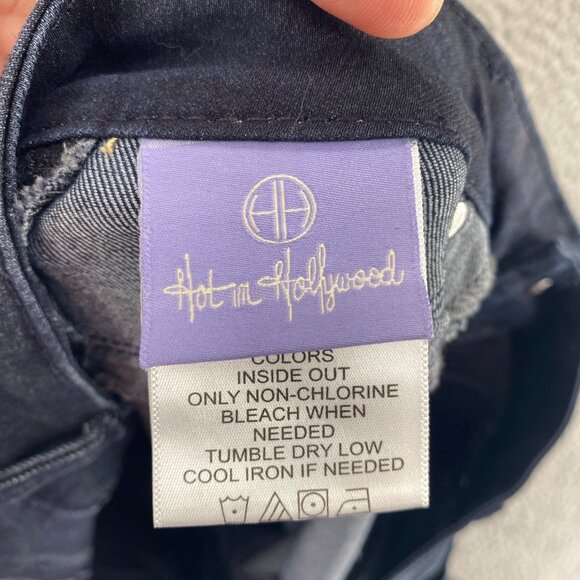 Hot in Hollywood
COLORS
INSIDE OUT
ONLY NON-CHLORINE
BLEACH WHEN
NEEDED
TUMBLE DRY LOW
COOL IRON IF NEEDED